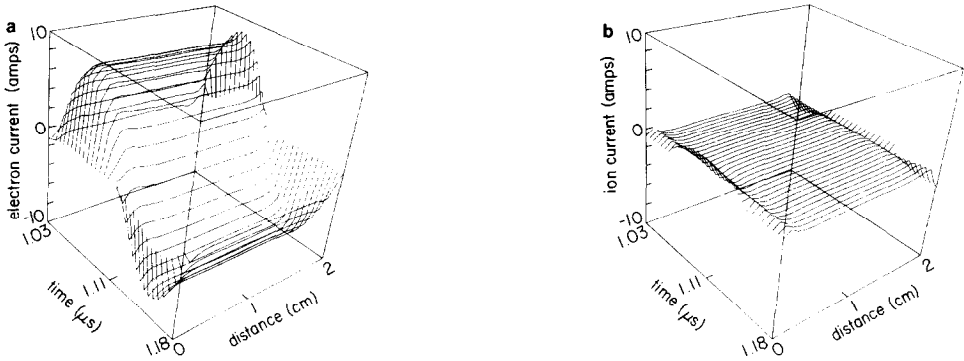 a
10
0
-10
electron current (amps)
1.03
1.11
1.18
time (μs)
0
1
2
distance (cm)
b
10
0
-10
ion current (amps)
1.03
1.11
1.18
time (μs)
0
1
2
distance (cm)